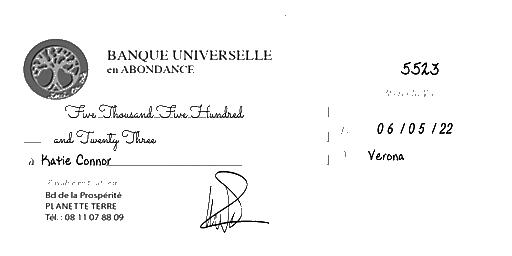 BANQUE UNIVERSELLE
en ABONDANCE
5523
Five Thousand Five Hundred
and Twenty Three
06/05/22
à Katie Connor
Verona
Bd de la Prospérité
PLANETTE TERRE
Tél. : 08 11 07 88 09